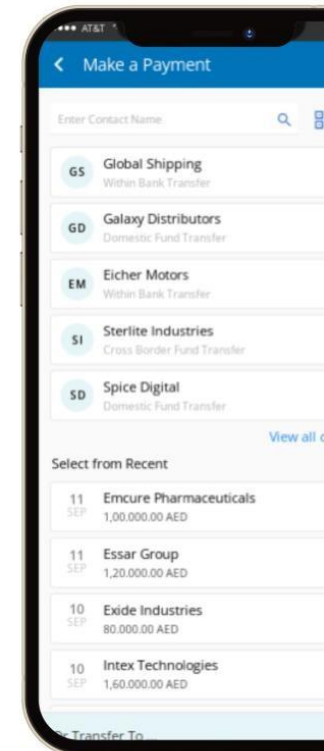 AT&T
Make a Payment
Enter Contact Name
GS Global Shipping
Within Bank Transfer
GD Galaxy Distributors
Domestic Fund Transfer
EM Eicher Motors
Within Bank Transfer
SI Sterlite Industries
Cross Border Fund Transfer
SD Spice Digital
Domestic Fund Transfer
View all
Select from Recent
11 Emcure Pharmaceuticals
SEP 1,00.000.00 AED
11 Essar Group
SEP 1,20.000.00 AED
10 Exide Industries
SEP 80.000.00 AED
10 Intex Technologies
SEP 1,60.000.00 AED
Or Transfer To ...